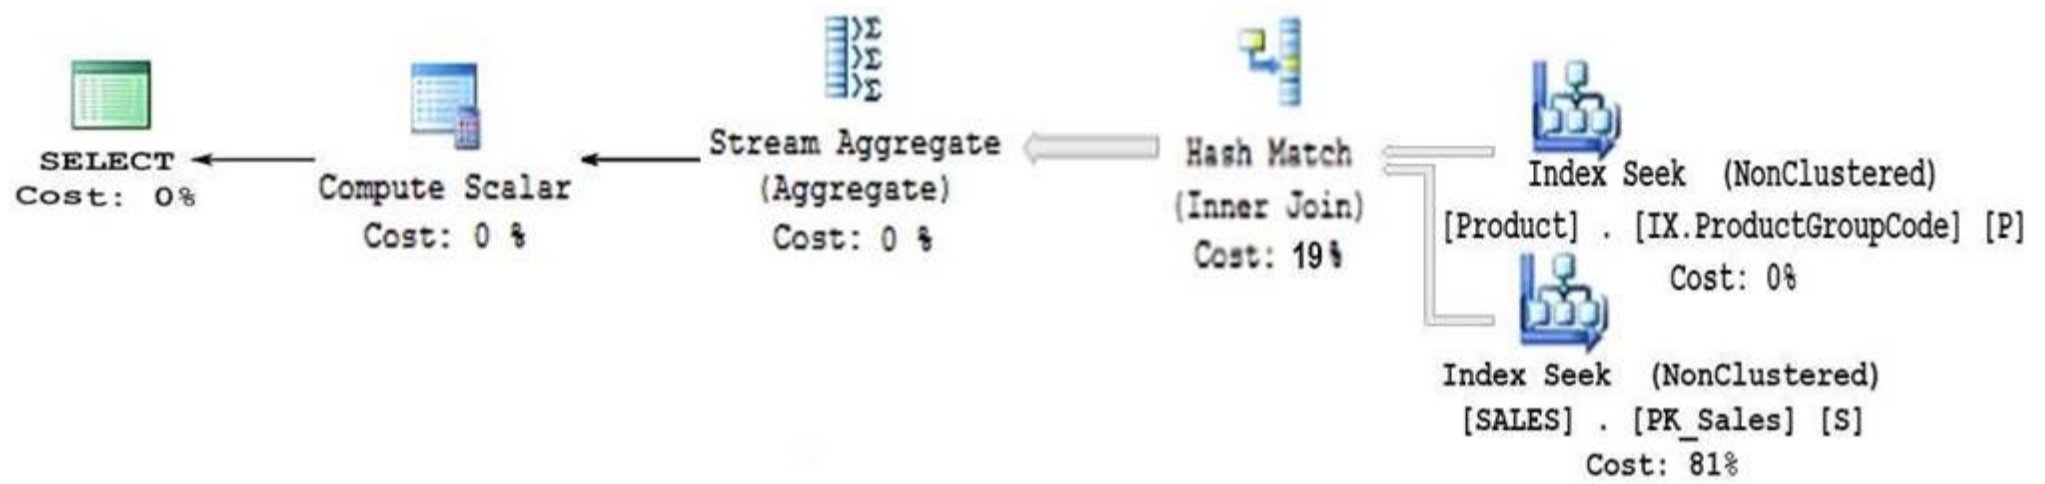 SELECT
Cost: 0%
Compute Scalar
Cost: 0 %
Stream Aggregate
(Aggregate)
Cost: 0 %
Hash Match
(Inner Join)
Cost: 19%
Index Seek (NonClustered)
[Product] . [IX.ProductGroupCode] [P]
Cost: 0%
Index Seek (NonClustered)
[SALES] . [PK_Sales] [S]
Cost: 81%